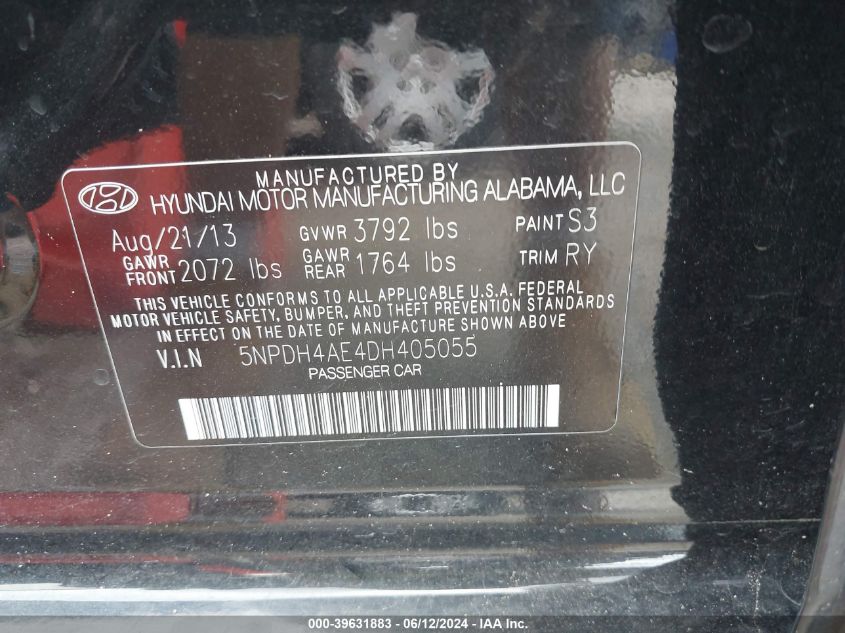 MANUFACTURED BY
HYUNDAI MOTOR MANUFACTURING ALABAMA, LLC
Aug/21/13 GVWR 3792 lbs PAINT S3
GAWR FRONT 2072 lbs GAWR REAR 1764 lbs TRIM RY
THIS VEHICLE CONFORMS TO ALL APPLICABLE U.S.A. FEDERAL
MOTOR VEHICLE SAFETY, BUMPER, AND THEFT PREVENTION STANDARDS
IN EFFECT ON THE DATE OF MANUFACTURE SHOWN ABOVE
V.I.N 5NPDH4AE4DH405055
PASSENGER CAR
000-39631883 - 06/12/2024 - IAA Inc.